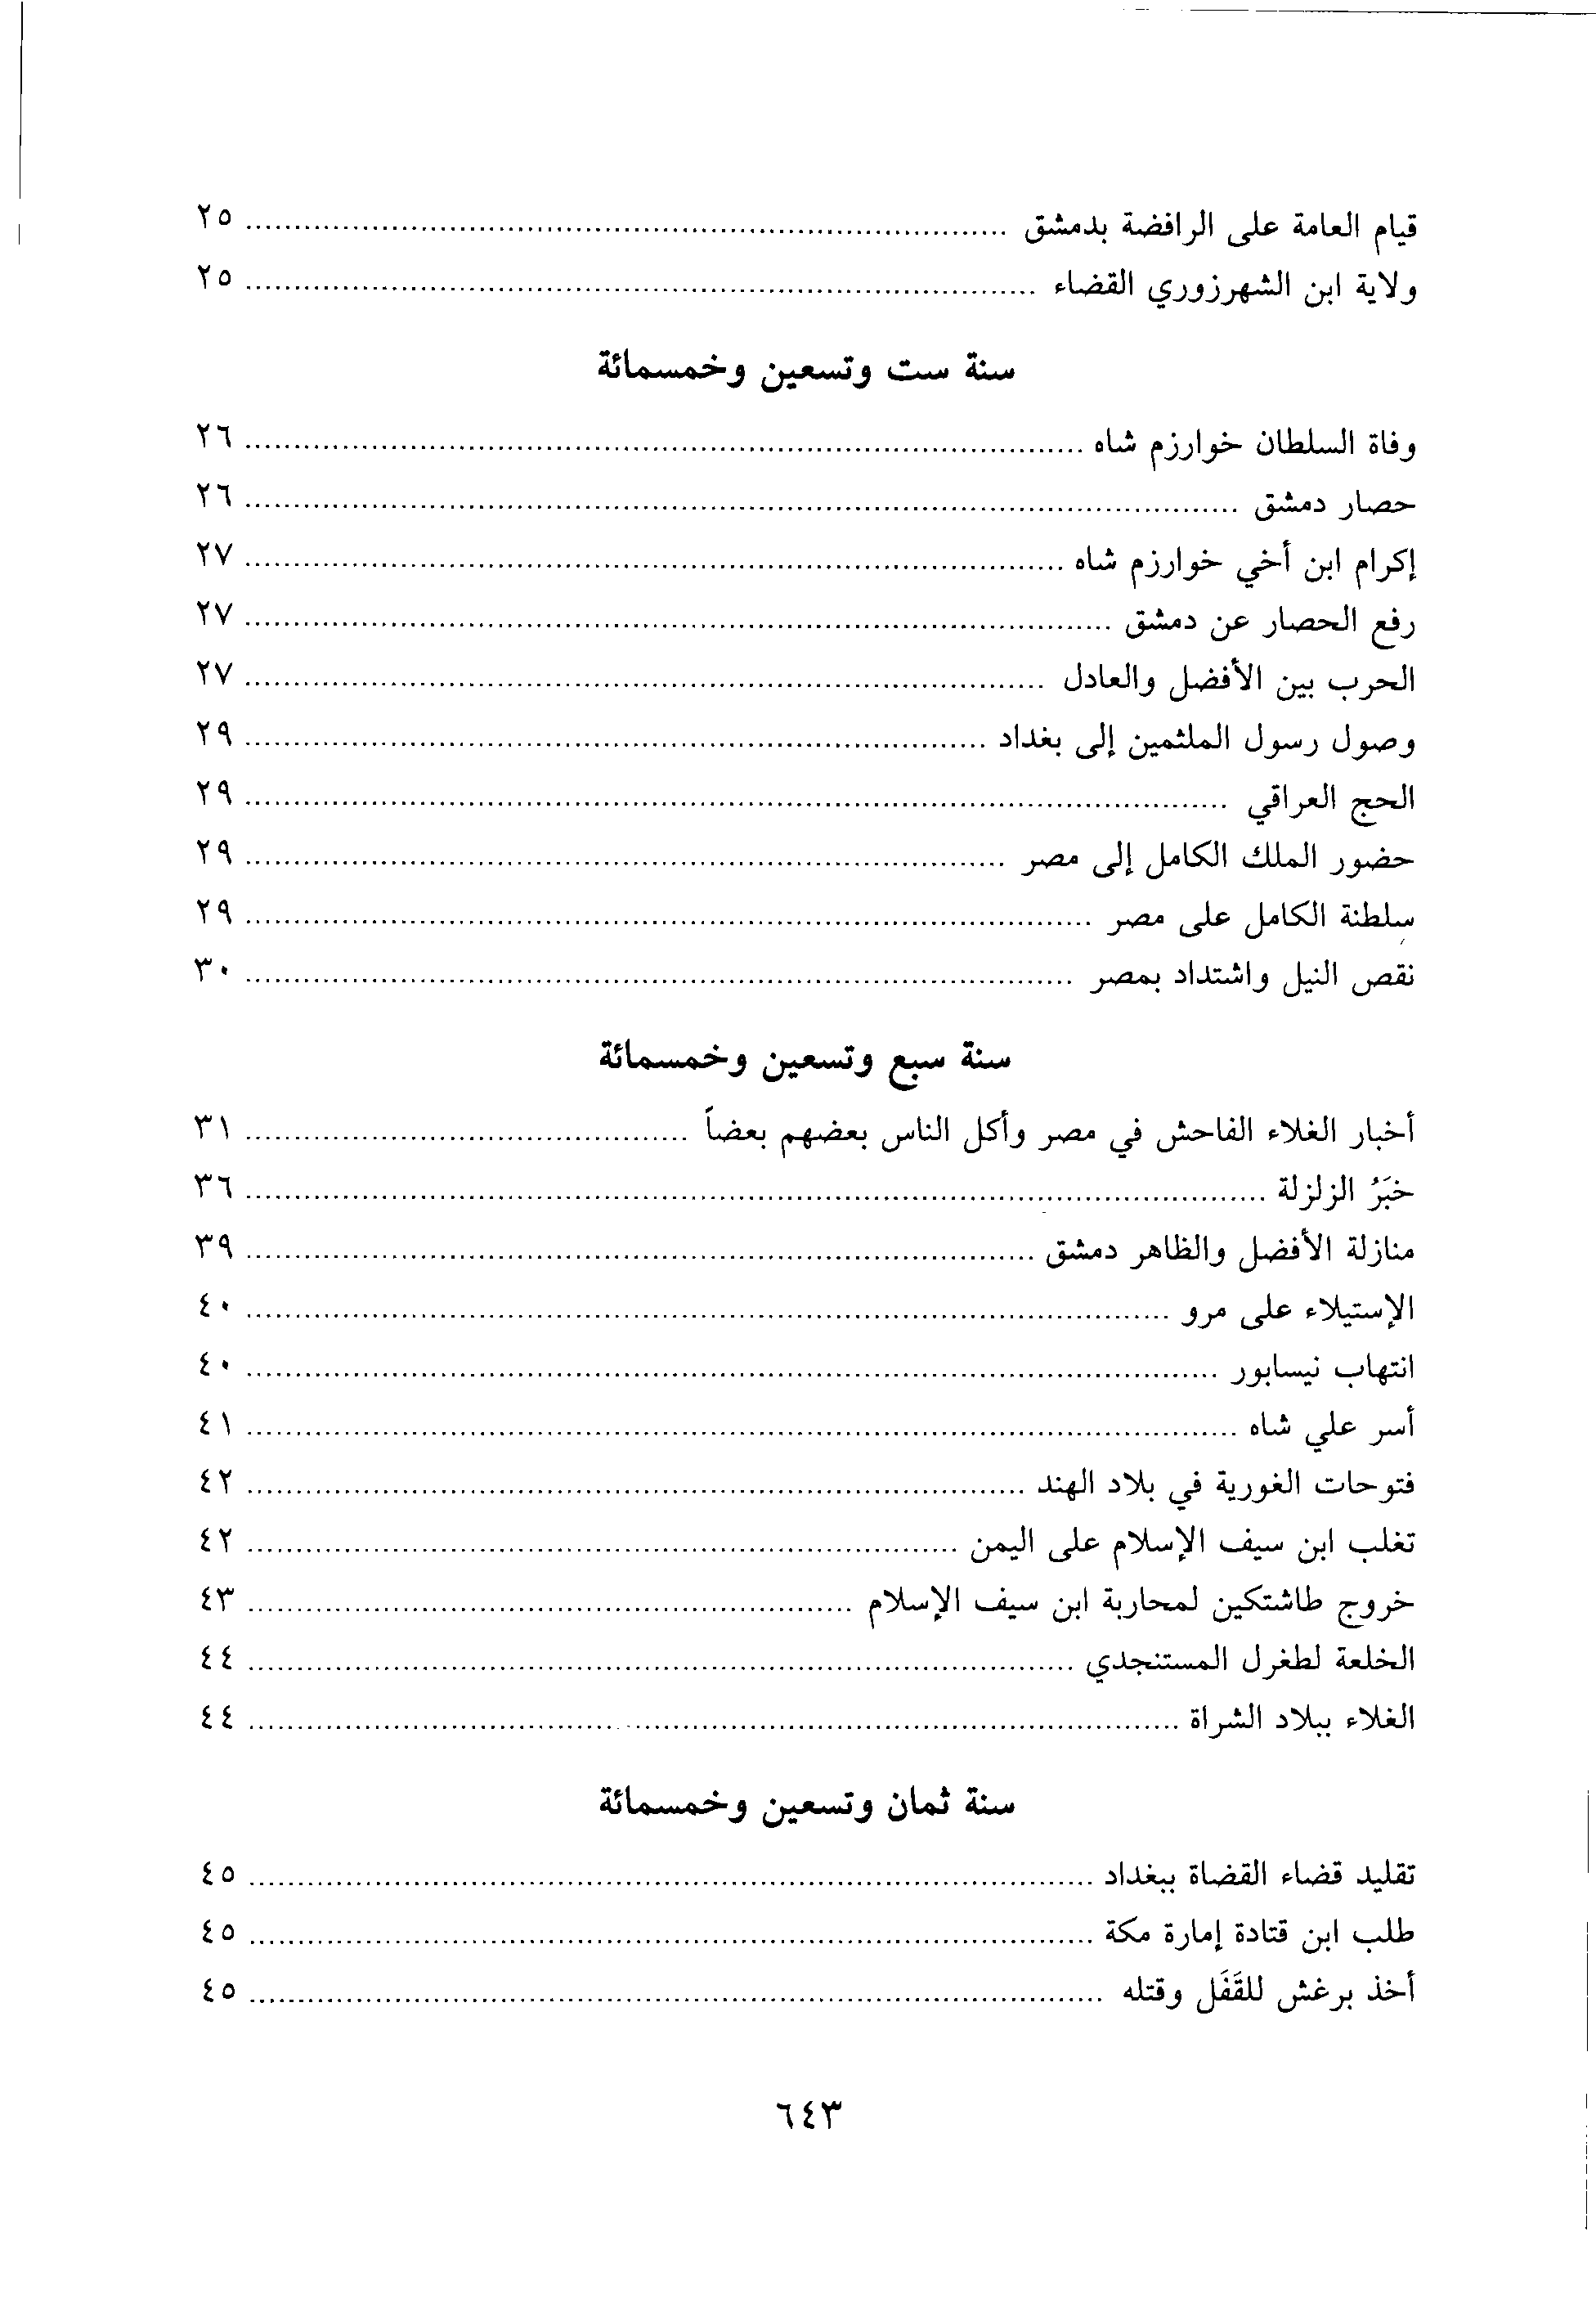 قيام العامة على الرافضة بدمشق ................ ٢٥
ولاية ابن الشهرزوري القضاء ................ ٢٥
سنة ست وتسعين وخمسمائة
وفاة السلطان خوارزم شاه ................ ٢٦
حصار دمشق ................ ٢٦
إكرام ابن أخي خوارزم شاه ................ ٢٧
رفع الحصار عن دمشق ................ ٢٧
الحرب بين الأفضل والعادل ................ ٢٧
وصول رسول الملثمين إلى بغداد ................ ٢٩
الحج العراقي ................ ٢٩
حضور الملك الكامل إلى مصر ................ ٢٩
سلطنة الكامل على مصر ................ ٢٩
نقص النيل واشتداد بمصر ................ ٣٠
سنة سبع وتسعين وخمسمائة
أخبار الغلاء الفاحش في مصر وأكل الناس بعضهم بعضاً ................ ٣١
خبَرُ الزلزلة ................ ٣٦
منازلة الأفضل والظاهر دمشق ................ ٣٩
الإستيلاء على مرو ................ ٤٠
انتهاب نيسابور ................ ٤٠
أسر علي شاه ................ ٤١
فتوحات الغورية في بلاد الهند ................ ٤٢
تغلب ابن سيف الإسلام على اليمن ................ ٤٢
خروج طاشتكين لمحاربة ابن سيف الإسلام ................ ٤٣
الخلعة لطغرل المستنجدي ................ ٤٤
الغلاء ببلاد الشراة ................ ٤٤
سنة ثمان وتسعين وخمسمائة
تقليد قضاء القضاة ببغداد ................ ٤٥
طلب ابن قتادة إمارة مكة ................ ٤٥
أخذ برغش للقَفَل وقتله ................ ٤٥
٦٤٣